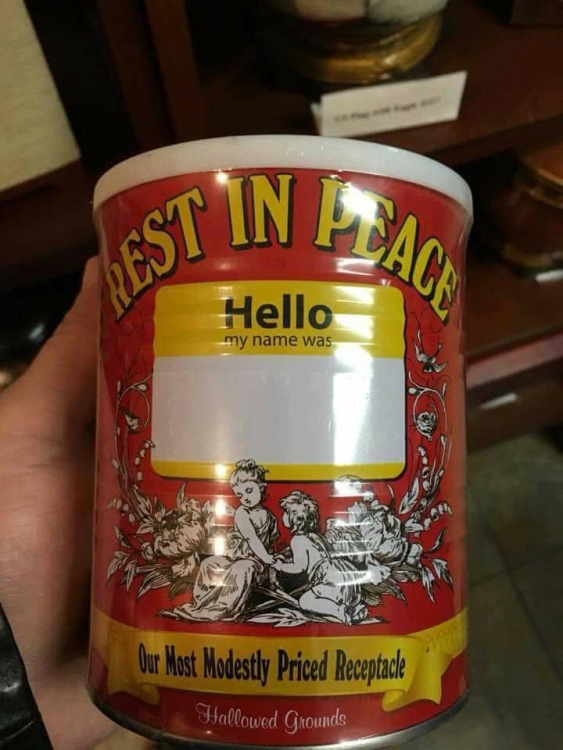 REST IN PEACE
Hello
my name was
Our Most Modestly Priced Receptacle
Hallowed Grounds